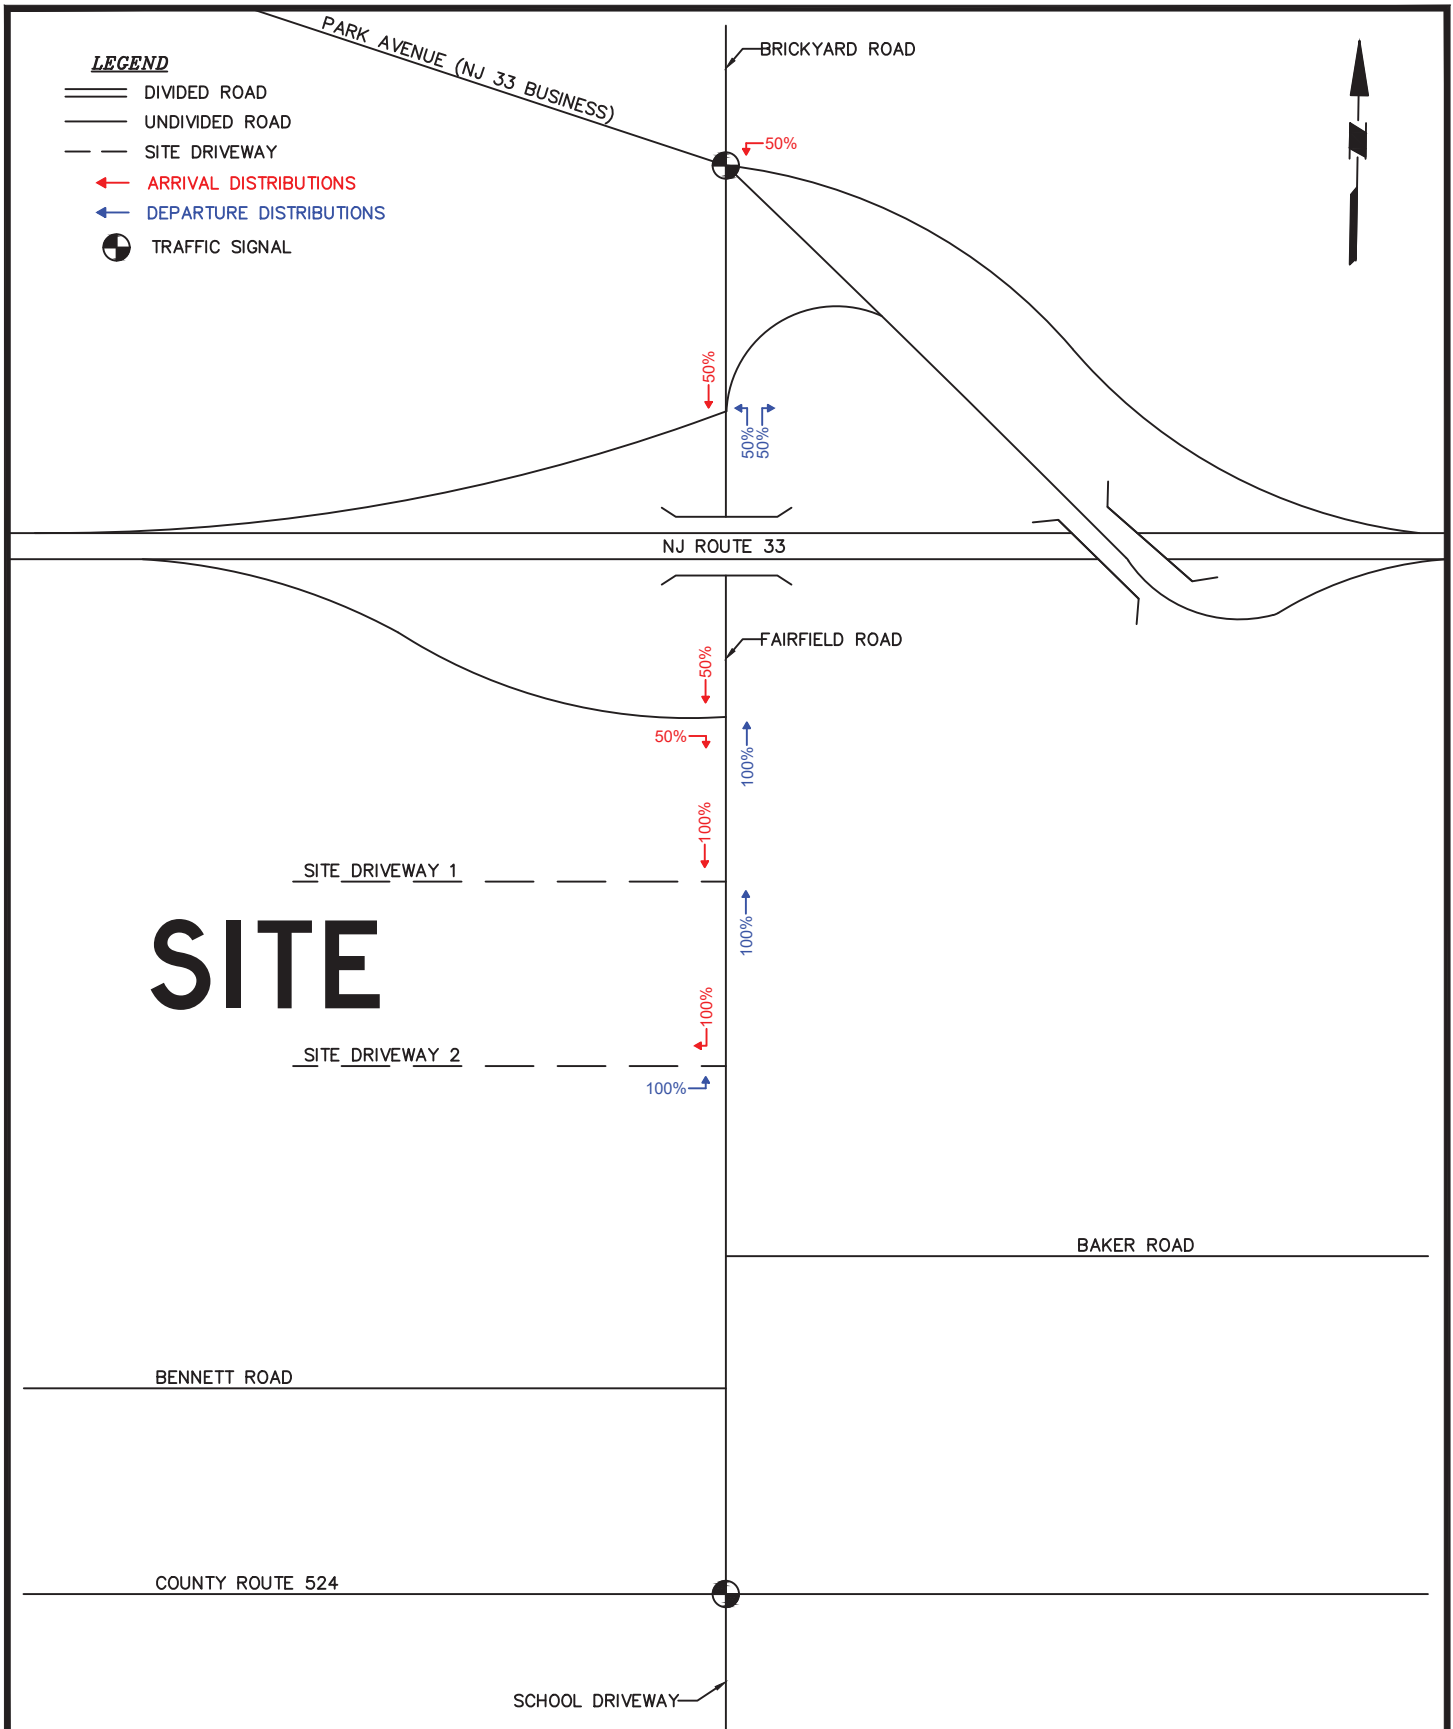 PARK AVENUE (NJ 33 BUSINESS)
BRICKYARD ROAD
LEGEND
DIVIDED ROAD
UNDIVIDED ROAD
SITE DRIVEWAY
ARRIVAL DISTRIBUTIONS
DEPARTURE DISTRIBUTIONS
TRAFFIC SIGNAL
50%
N
50%
50%
50%
NJ ROUTE 33
FAIRFIELD ROAD
50%
50%
100%
100%
SITE DRIVEWAY 1
100%
SITE
100%
SITE DRIVEWAY 2
100%
BAKER ROAD
BENNETT ROAD
COUNTY ROUTE 524
SCHOOL DRIVEWAY